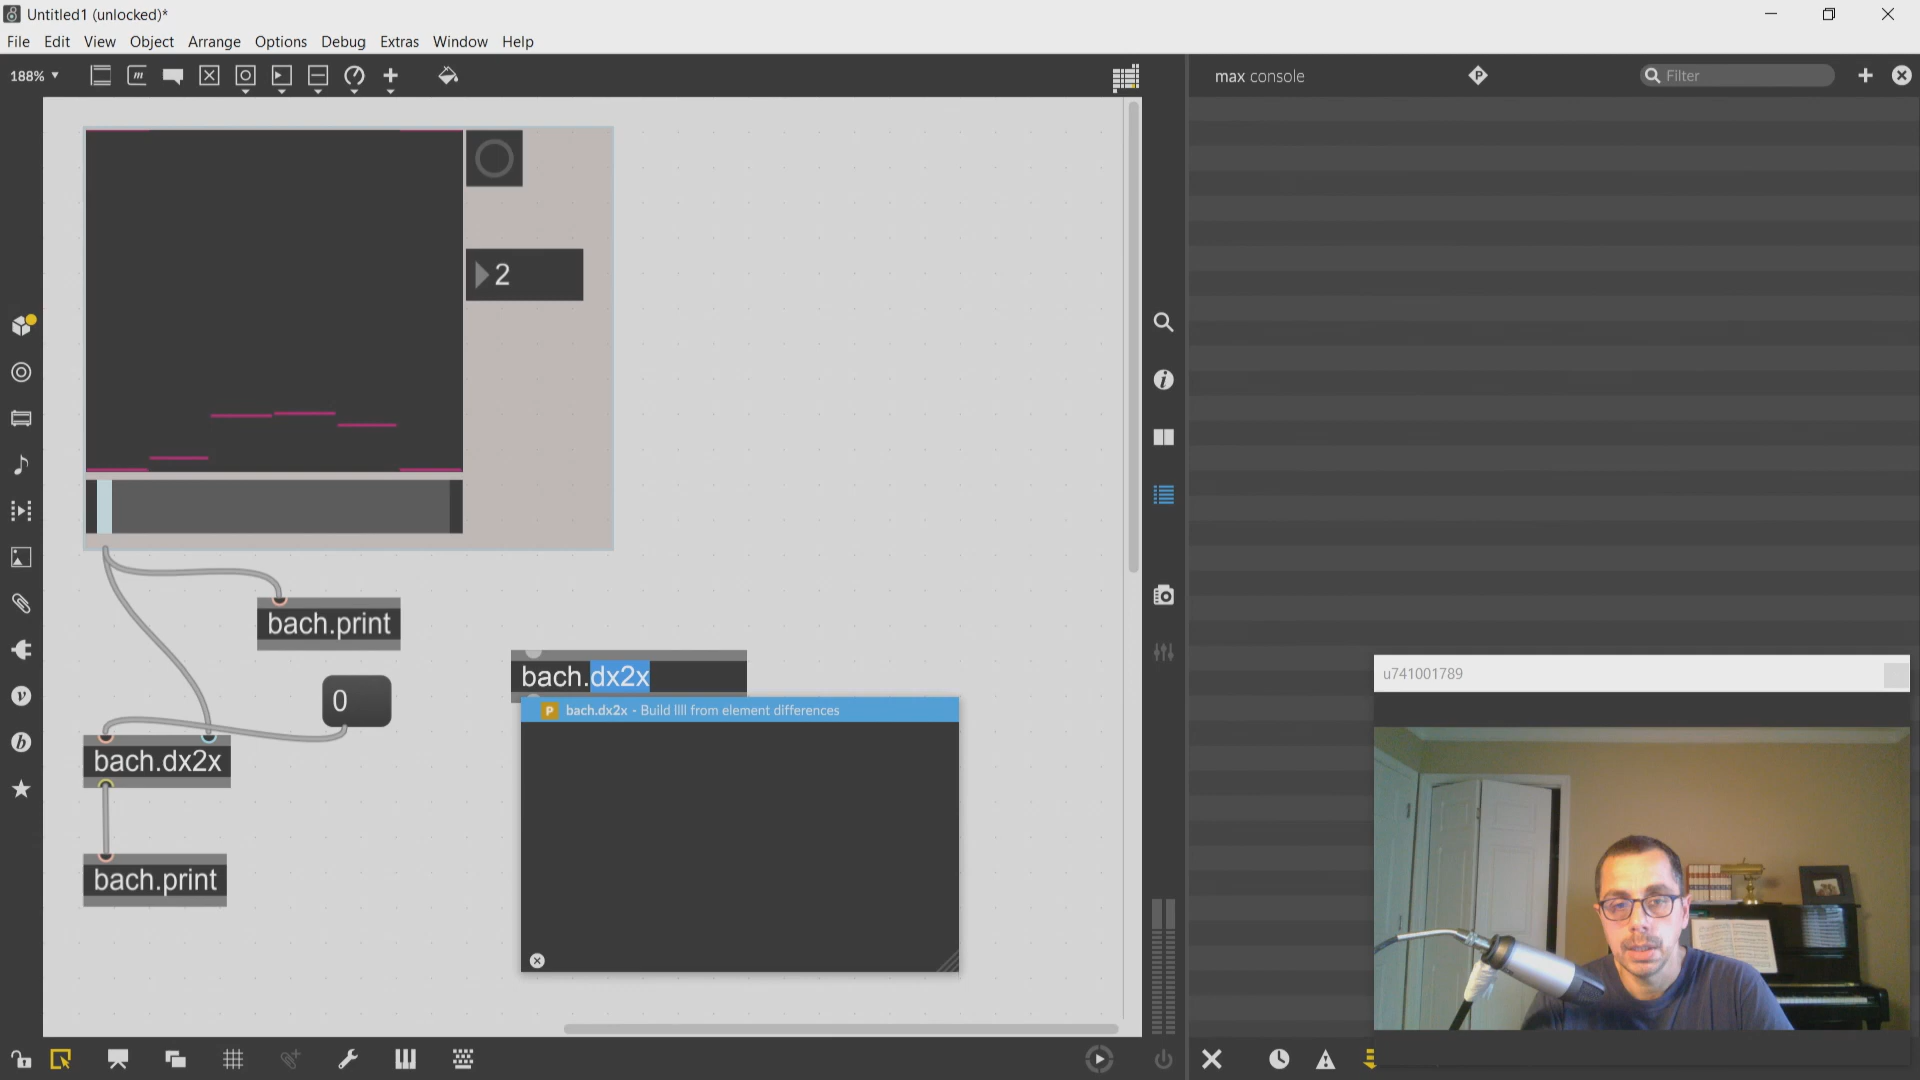 Untitled1 (unlocked)*
File Edit View Object Arrange Options Debug Extras Window Help
188%
max console
Filter
2
bach.print
0
bach.dx2x
bach.dx2x
P bach.dx2x - Build llll from element differences
bach.print
u741001789